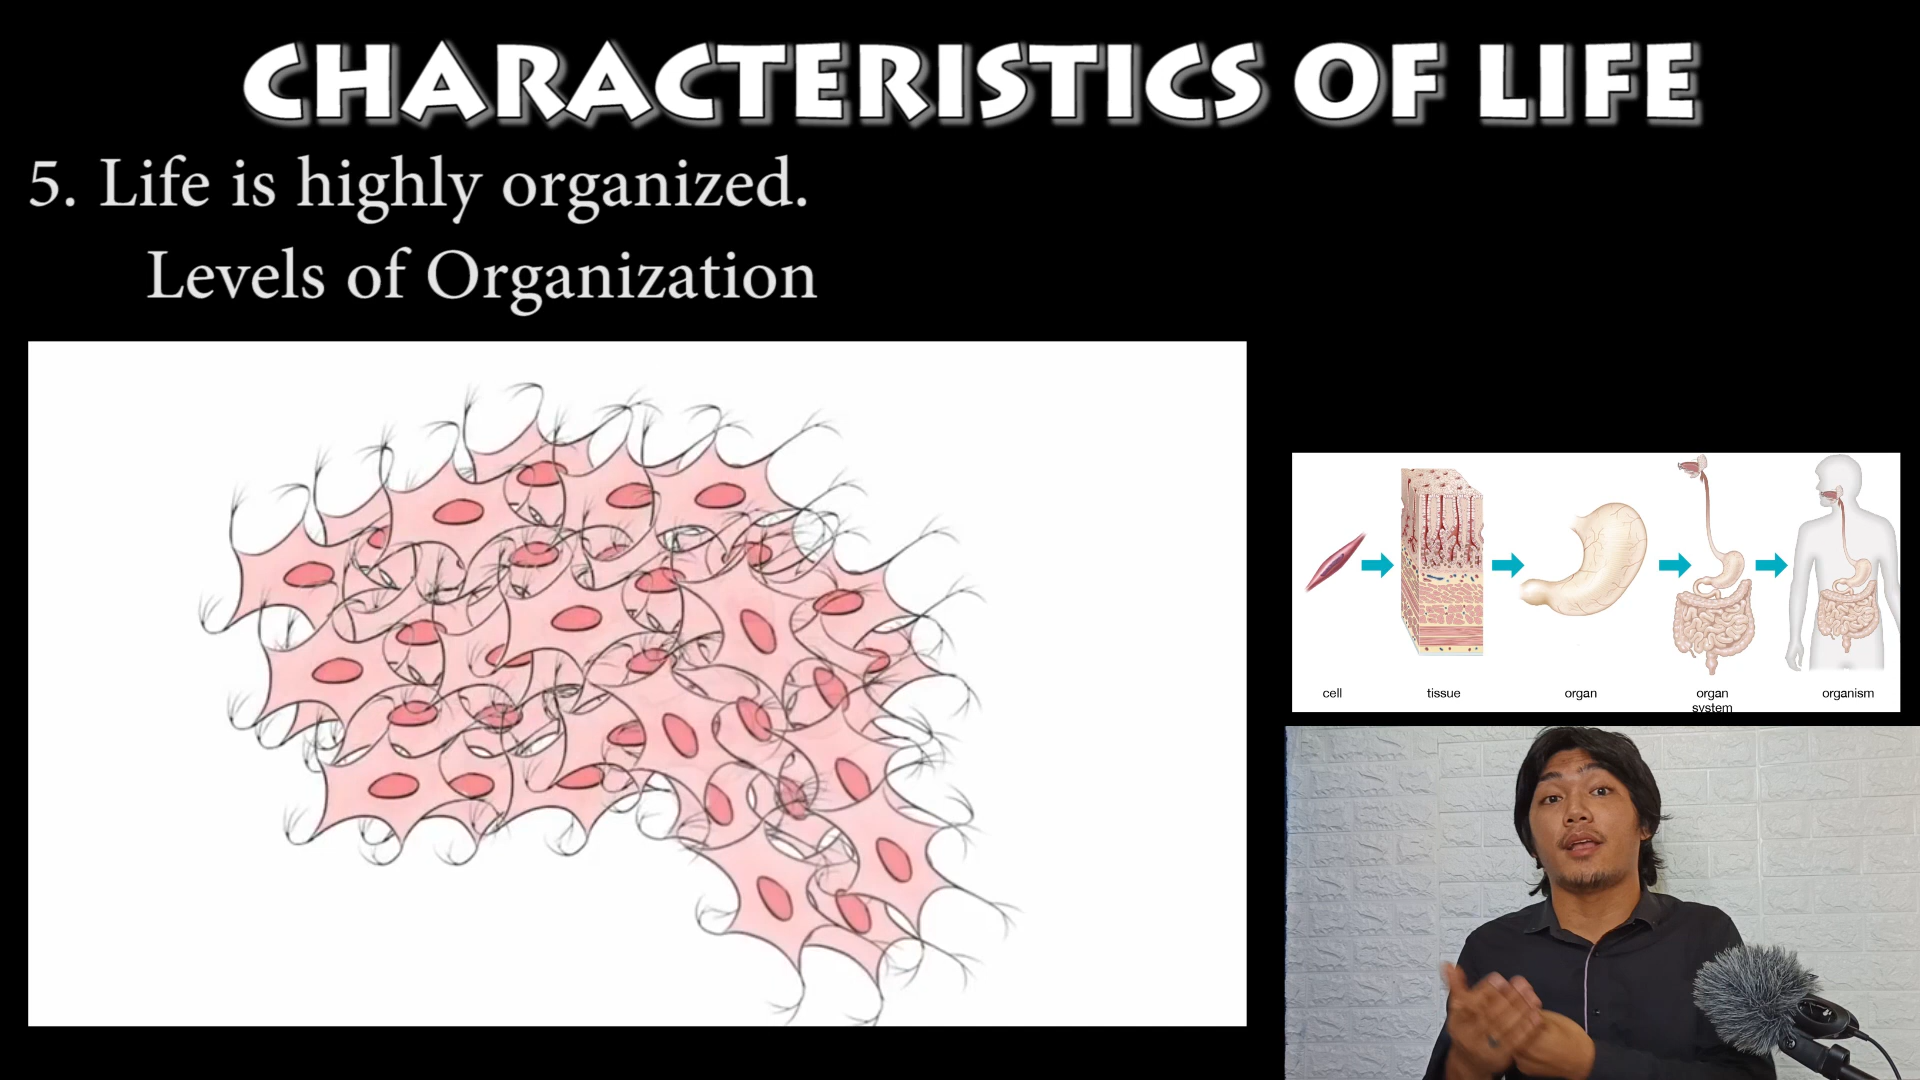 CHARACTERISTICS OF LIFE
5. Life is highly organized.
Levels of Organization
cell
tissue
organ
organ
system
organism